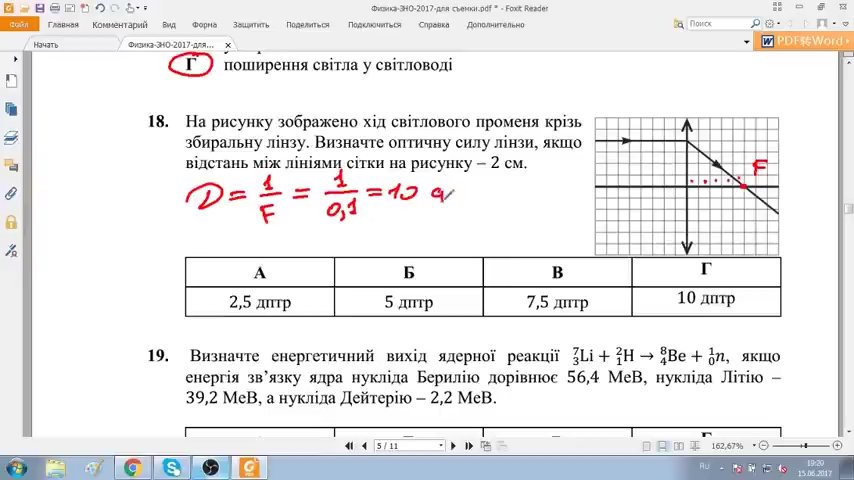 Физика-ЗНО-2017-для съемки.pdf * - Foxit Reader
Файл Главная Комментарий Вид Форма Защитить Поделиться Подключиться Справка Дополнительно
Поиск
Начать Физика-ЗНО-2017-для... PDF转Word
Г поширення світла у світловоді
18. На рисунку зображено хід світлового променя крізь
збиральну лінзу. Визначте оптичну силу лінзи, якщо
відстань між лініями сітки на рисунку – 2 см.
F
D = 1/F = 1/0,1 = 10
А Б В Г
2,5 дптр 5 дптр 7,5 дптр 10 дптр
19. Визначте енергетичний вихід ядерної реакції ⁷₃Li + ²₁H → ⁸₄Be + ¹₀n, якщо
енергія зв’язку ядра нукліда Берилію дорівнює 56,4 МеВ, нукліда Літію –
39,2 МеВ, а нукліда Дейтерію – 2,2 МеВ.
5 / 11 162,67%
RU 19:20
15.06.2017